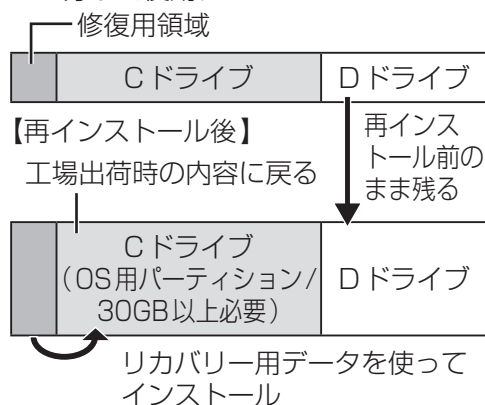 修復用領域
Cドライブ
Dドライブ
【再インストール後】
工場出荷時の内容に戻る
再インス
トール前の
まま残る
Cドライブ
（OS用パーティション/
30GB以上必要）
Dドライブ
リカバリー用データを使って
インストール